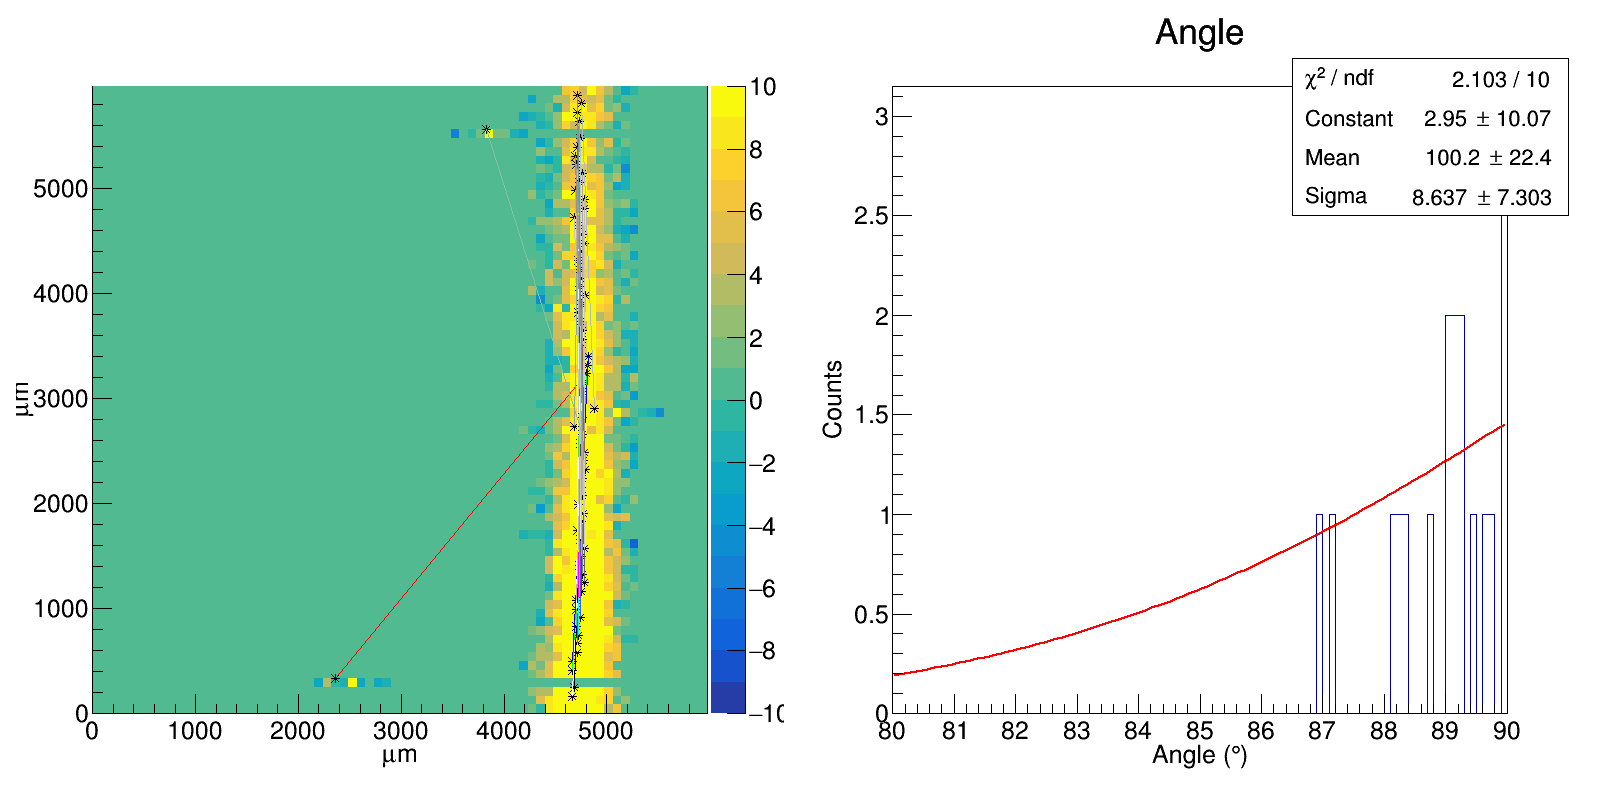 Angle
χ² / ndf 2.103 / 10
Constant 2.95 ± 10.07
Mean 100.2 ± 22.4
Sigma 8.637 ± 7.303
μm
5000
4000
3000
2000
1000
0
0 1000 2000 3000 4000 5000
μm
10
8
6
4
2
0
−2
−4
−6
−8
−10
Counts
3
2.5
2
1.5
1
0.5
0
80 81 82 83 84 85 86 87 88 89 90
Angle (°)